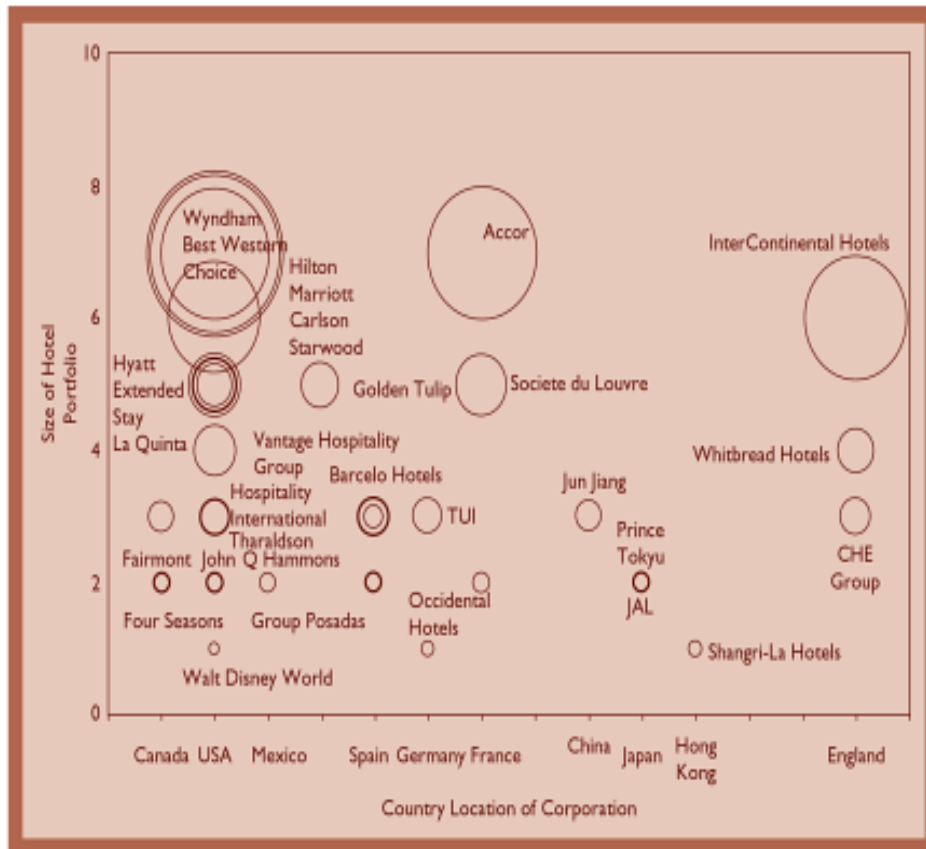 10
8
6
4
2
0
Size of Hotel
Portfolio
Wyndham
Best Western
Choice
Hilton
Marriott
Carlson
Starwood
Accor
InterContinental Hotels
Hyatt
Extended
Stay
La Quinta
Golden Tulip
Societe du Louvre
Vantage Hospitality
Group
Whitbread Hotels
Barcelo Hotels
Jun Jiang
Hospitality
International
Tharaldson
TUI
Prince
Tokyu
JAL
CHE
Group
Fairmont
John Q Hammons
Four Seasons
Group Posadas
Occidental
Hotels
Shangri-La Hotels
Walt Disney World
Canada USA Mexico Spain Germany France China Japan Hong Kong England
Country Location of Corporation